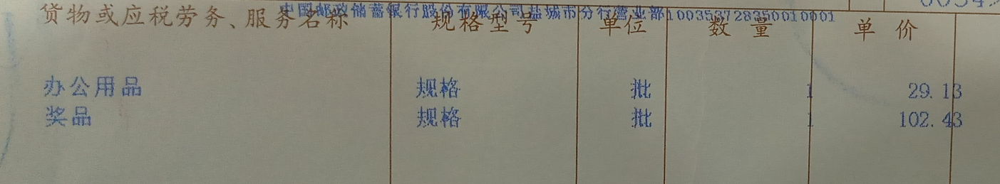 中国邮政储蓄银行股份有限公司盐城市分行营业部100353728350010001
货物或应税劳务、服务名称 规格型号 单位 数量 单价
办公用品 规格 批 1 29.13
奖品 规格 批 1 102.43